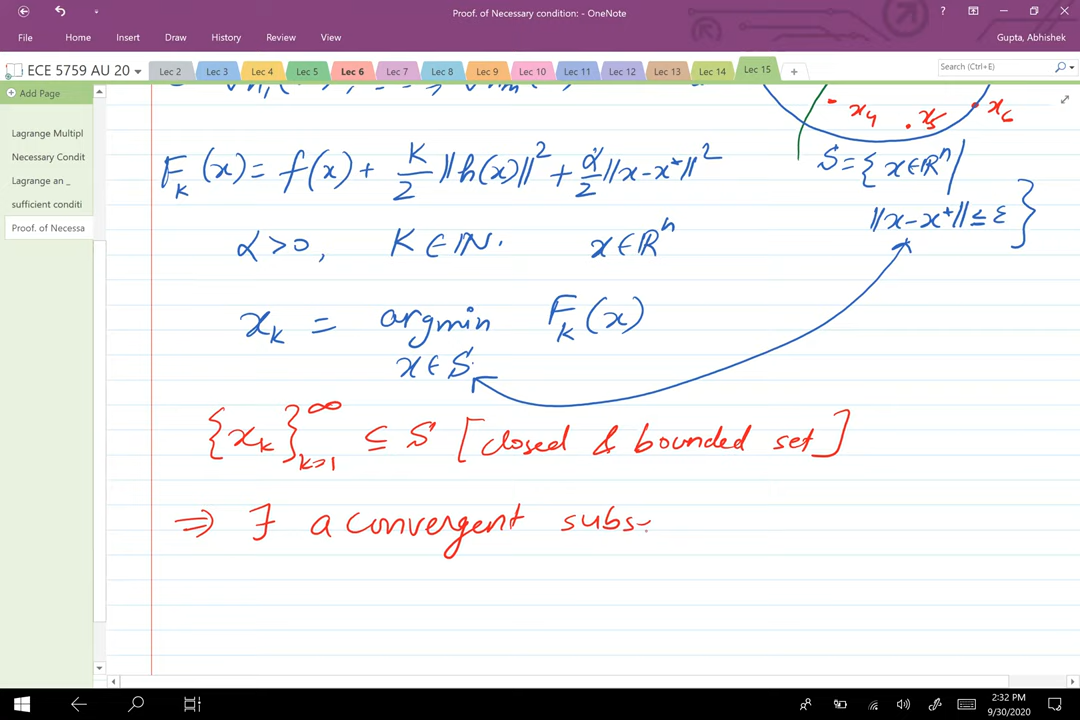 Proof. of Necessary condition: - OneNote
File Home Insert Draw History Review View
Gupta, Abhishek
ECE 5759 AU 20
Lec 2 Lec 3 Lec 4 Lec 5 Lec 6 Lec 7 Lec 8 Lec 9 Lec 10 Lec 11 Lec 12 Lec 13 Lec 14 Lec 15
Search (Ctrl+E)
Add Page
Lagrange Multipl
Necessary Condit
Lagrange an _
sufficient conditi
Proof of Necessa
x₄ x₅ x₆
F_k(x) = f(x) + K/2 ||h(x)||² + α/2 ||x-x*||²
S = { x ∈ ℝⁿ |
||x-x*|| ≤ ε }
α > 0, K ∈ ℕ. x ∈ ℝⁿ
x_k = argmin F_k(x)
x ∈ S
{x_k}_{k=1}^∞ ⊆ S [closed & bounded set]
⇒ ∃ a convergent subs
2:32 PM
9/30/2020